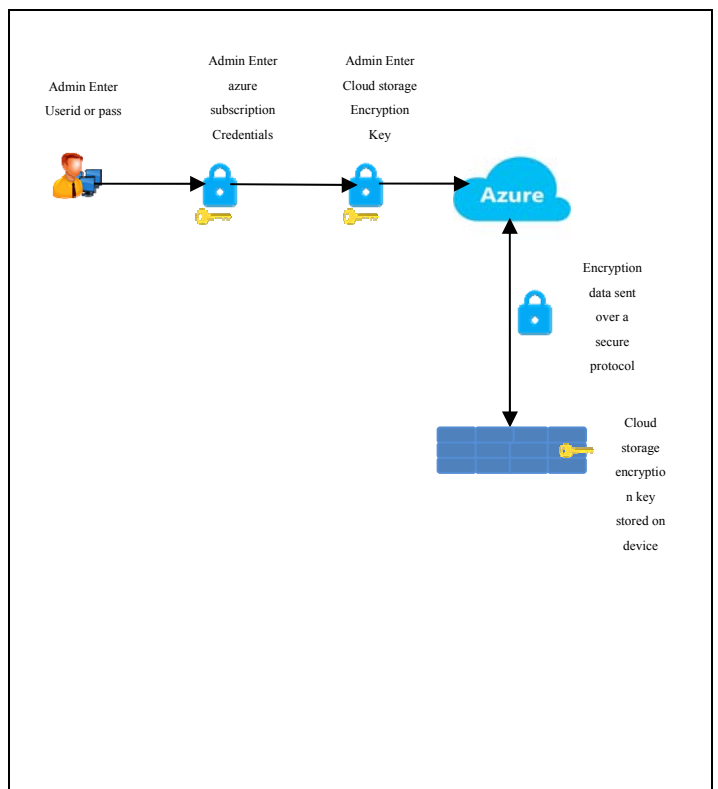 Admin Enter
Userid or pass
Admin Enter
azure
subscription
Credentials
Admin Enter
Cloud storage
Encryption
Key
Azure
Encryption
data sent
over a
secure
protocol
Cloud
storage
encryptio
n key
stored on
device